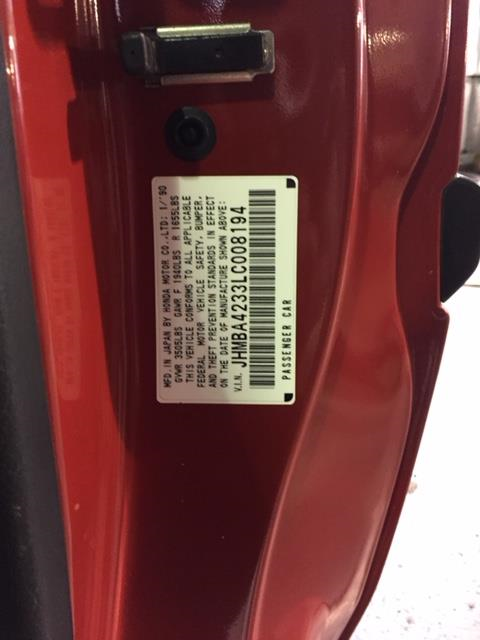 MFD. IN JAPAN BY HONDA MOTOR CO.,LTD: 1/'90
GVWR 3505LBS GAWR F 1940LBS R 1655LBS
THIS VEHICLE CONFORMS TO ALL APPLICABLE
FEDERAL MOTOR VEHICLE SAFETY, BUMPER,
AND THEFT PREVENTION STANDARDS IN EFFECT
ON THE DATE OF MANUFACTURE SHOWN ABOVE.
V.I.N. JHMBA4233LC008194
PASSENGER CAR